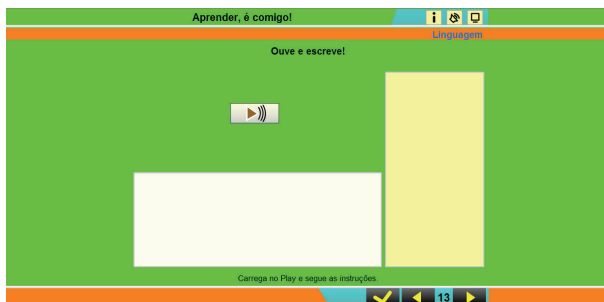 Aprender, é comigo!
i
Linguagem
Ouve e escreve!
Carrega no Play e segue as instruções
13